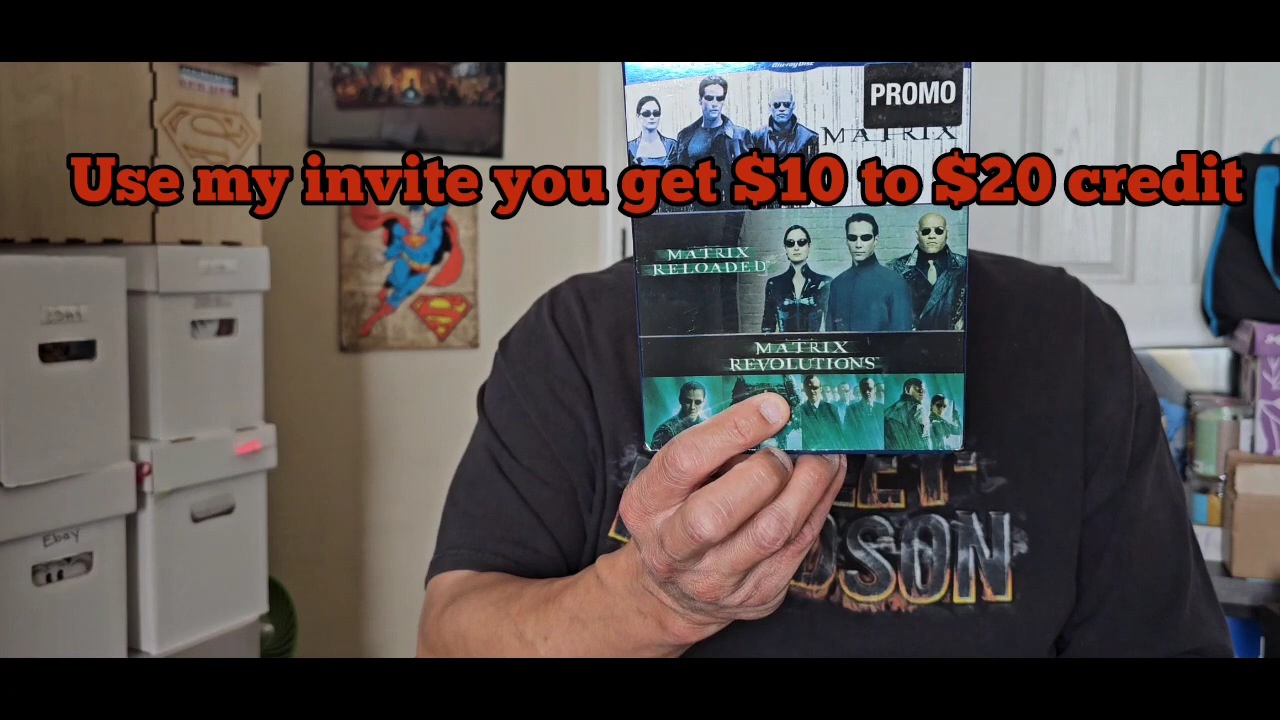 Blu-ray Disc
PROMO
MATRIX
Use my invite you get $10 to $20 credit
MATRIX
RELOADED
MATRIX
REVOLUTIONS
Ebay